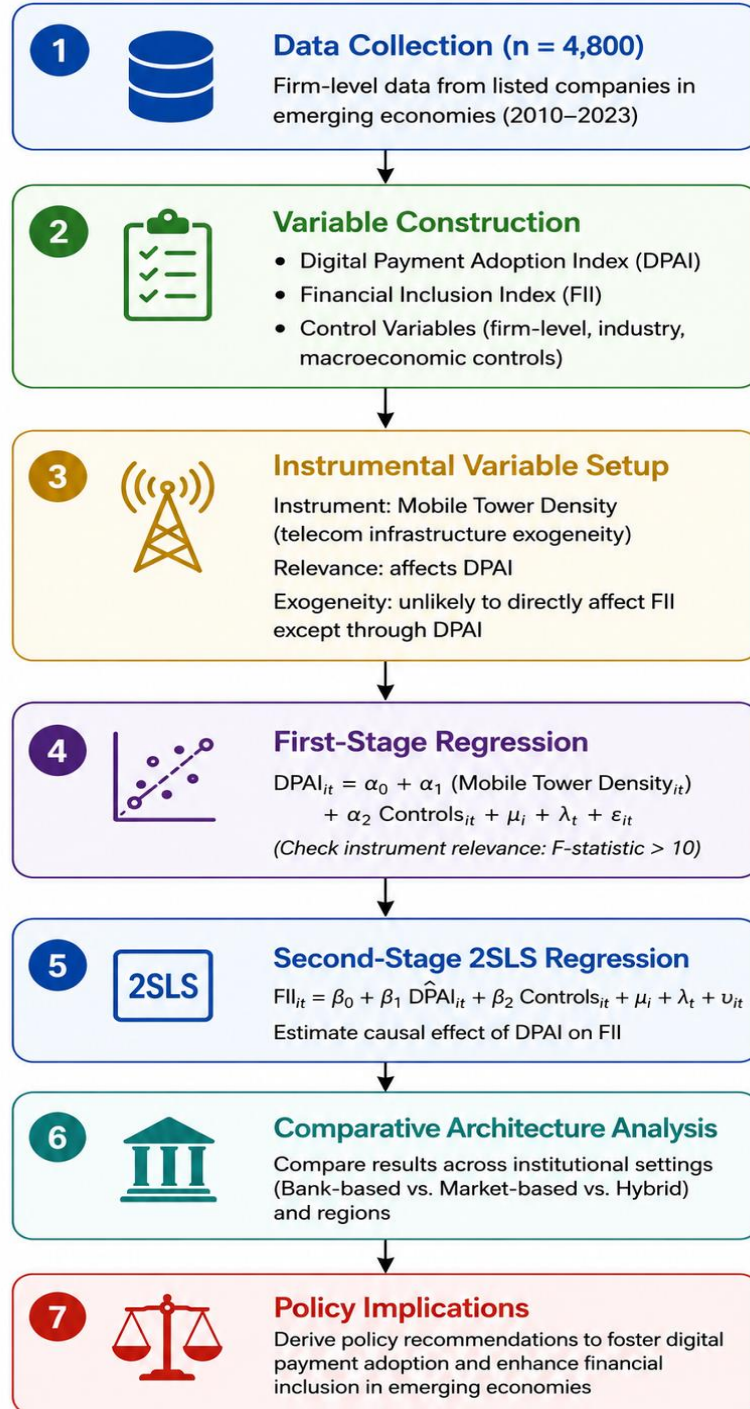 1
Data Collection (n = 4,800)
Firm-level data from listed companies in
emerging economies (2010–2023)
2
Variable Construction
• Digital Payment Adoption Index (DPAI)
• Financial Inclusion Index (FII)
• Control Variables (firm-level, industry,
macroeconomic controls)
3
Instrumental Variable Setup
Instrument: Mobile Tower Density
(telecom infrastructure exogeneity)
Relevance: affects DPAI
Exogeneity: unlikely to directly affect FII
except through DPAI
4
First-Stage Regression
DPAIᵢₜ = α₀ + α₁ (Mobile Tower Densityᵢₜ)
+ α₂ Controlsᵢₜ + μᵢ + λₜ + εᵢₜ
(Check instrument relevance: F-statistic > 10)
5
2SLS
Second-Stage 2SLS Regression
FIIᵢₜ = β₀ + β₁ DP̂AIᵢₜ + β₂ Controlsᵢₜ + μᵢ + λₜ + υᵢₜ
Estimate causal effect of DPAI on FII
6
Comparative Architecture Analysis
Compare results across institutional settings
(Bank-based vs. Market-based vs. Hybrid)
and regions
7
Policy Implications
Derive policy recommendations to foster digital
payment adoption and enhance financial
inclusion in emerging economies